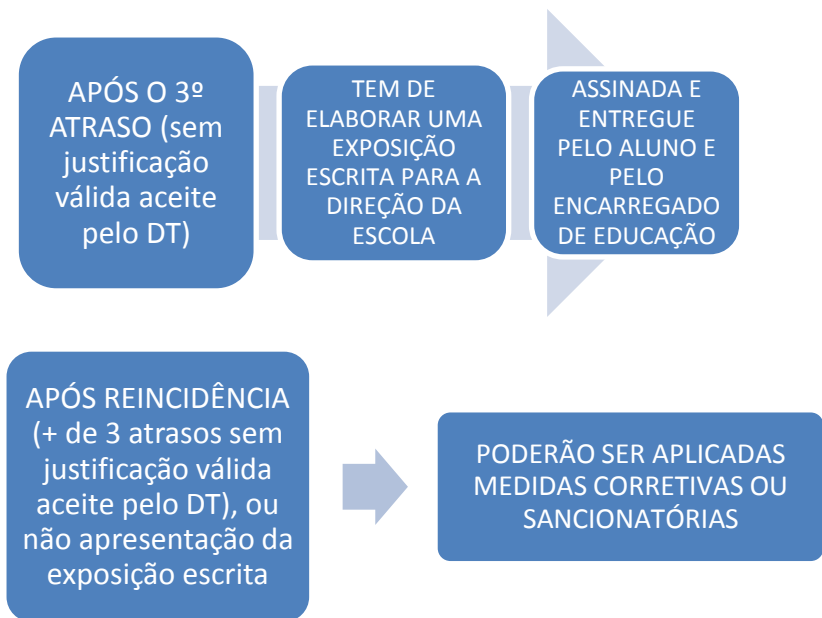 APÓS O 3º
ATRASO (sem
justificação
válida aceite
pelo DT)
TEM DE
ELABORAR UMA
EXPOSIÇÃO
ESCRITA PARA A
DIREÇÃO DA
ESCOLA
ASSINADA E
ENTREGUE
PELO ALUNO E
PELO
ENCARREGADO
DE EDUCAÇÃO
APÓS REINCIDÊNCIA
(+ de 3 atrasos sem
justificação válida
aceite pelo DT), ou
não apresentação da
exposição escrita
PODERÃO SER APLICADAS
MEDIDAS CORRETIVAS OU
SANCIONATÓRIAS